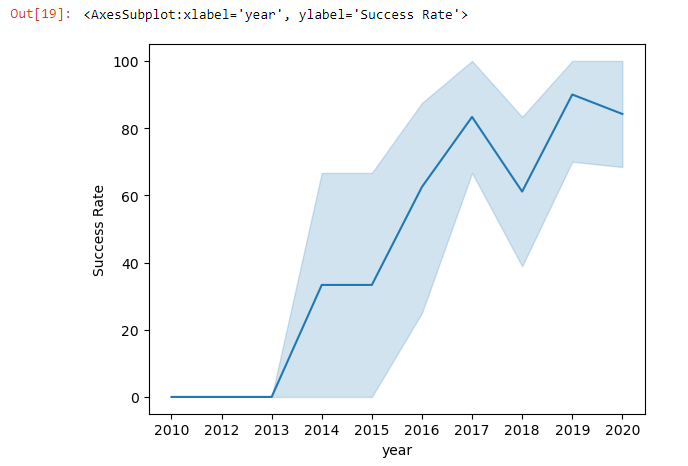 Out[19]: <AxesSubplot:xlabel='year', ylabel='Success Rate'>
100
80
60
40
20
0
Success Rate
2010 2012 2013 2014 2015 2016 2017 2018 2019 2020
year